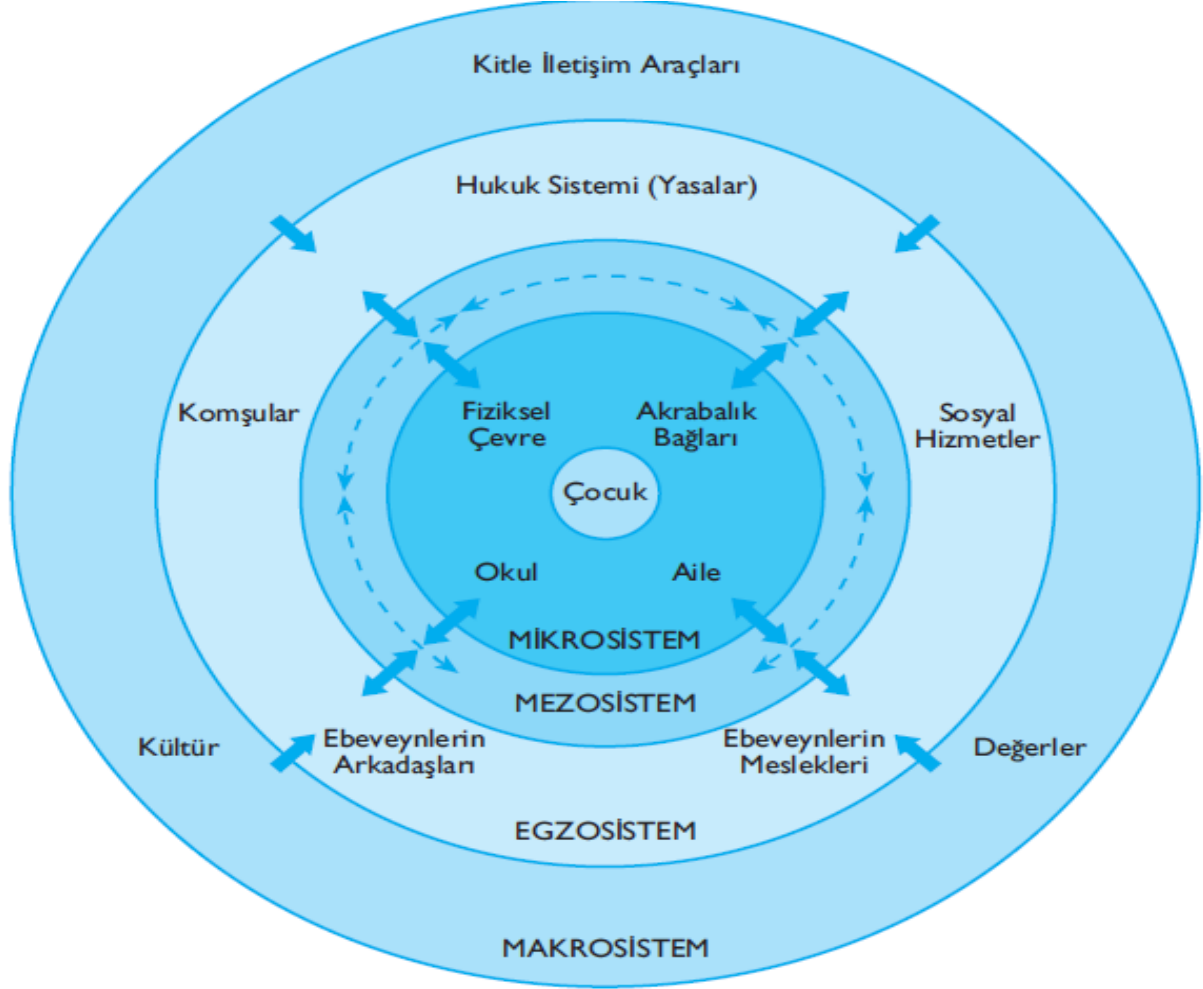 Kitle İletişim Araçları
Hukuk Sistemi (Yasalar)
Komşular
Fiziksel
Çevre
Akrabalık
Bağları
Sosyal
Hizmetler
Çocuk
Okul
Aile
MİKROSİSTEM
MEZOSİSTEM
Kültür
Ebeveynlerin
Arkadaşları
Ebeveynlerin
Meslekleri
Değerler
EGZOSİSTEM
MAKROSİSTEM